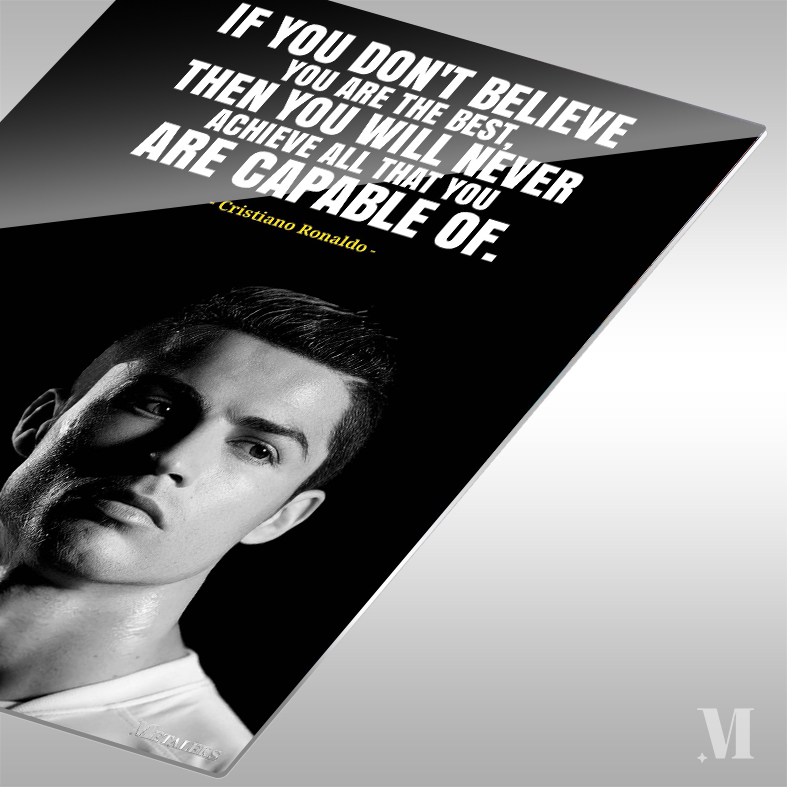 IF YOU DON'T BELIEVE
YOU ARE THE BEST,
THEN YOU WILL NEVER
ACHIEVE ALL THAT YOU
ARE CAPABLE OF.
- Cristiano Ronaldo -
METALERS
M